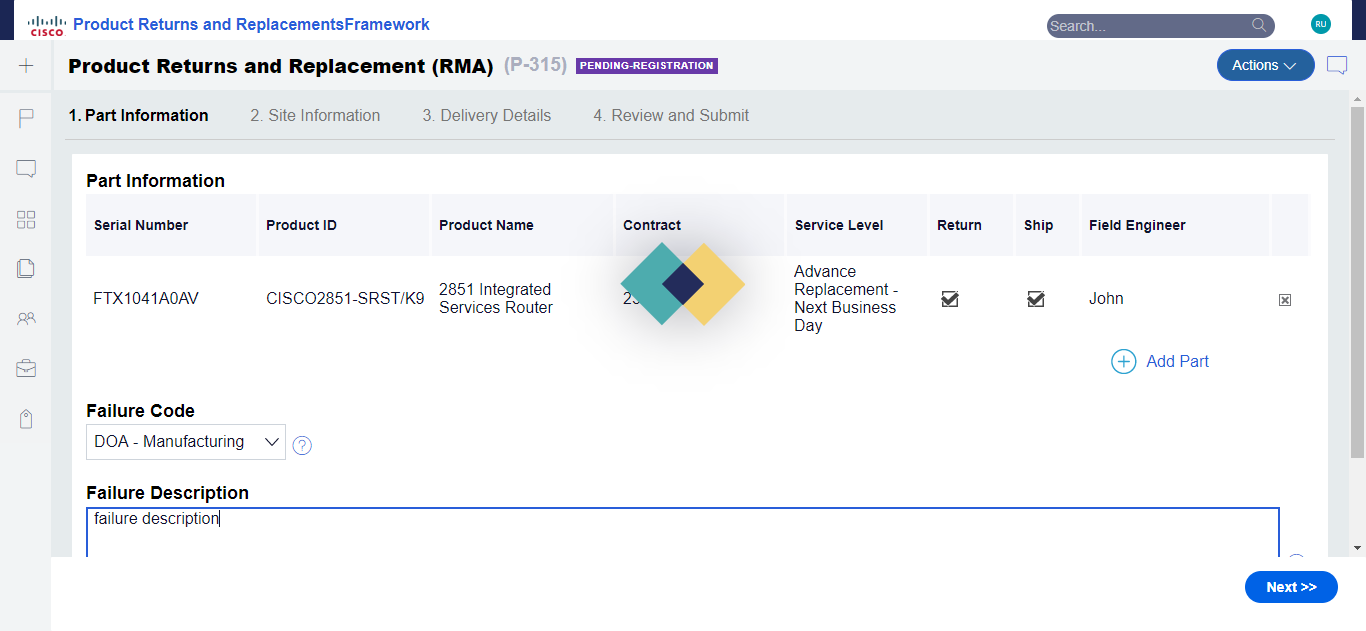 CISCO
Product Returns and ReplacementsFramework
Search...
RU
Product Returns and Replacement (RMA) (P-315) PENDING-REGISTRATION
Actions
1. Part Information 2. Site Information 3. Delivery Details 4. Review and Submit
Part Information
Serial Number Product ID Product Name Contract Service Level Return Ship Field Engineer
FTX1041A0AV CISCO2851-SRST/K9 2851 Integrated Services Router Advance Replacement - Next Business Day John
Add Part
Failure Code
DOA - Manufacturing
?
Failure Description
failure description
Next >>